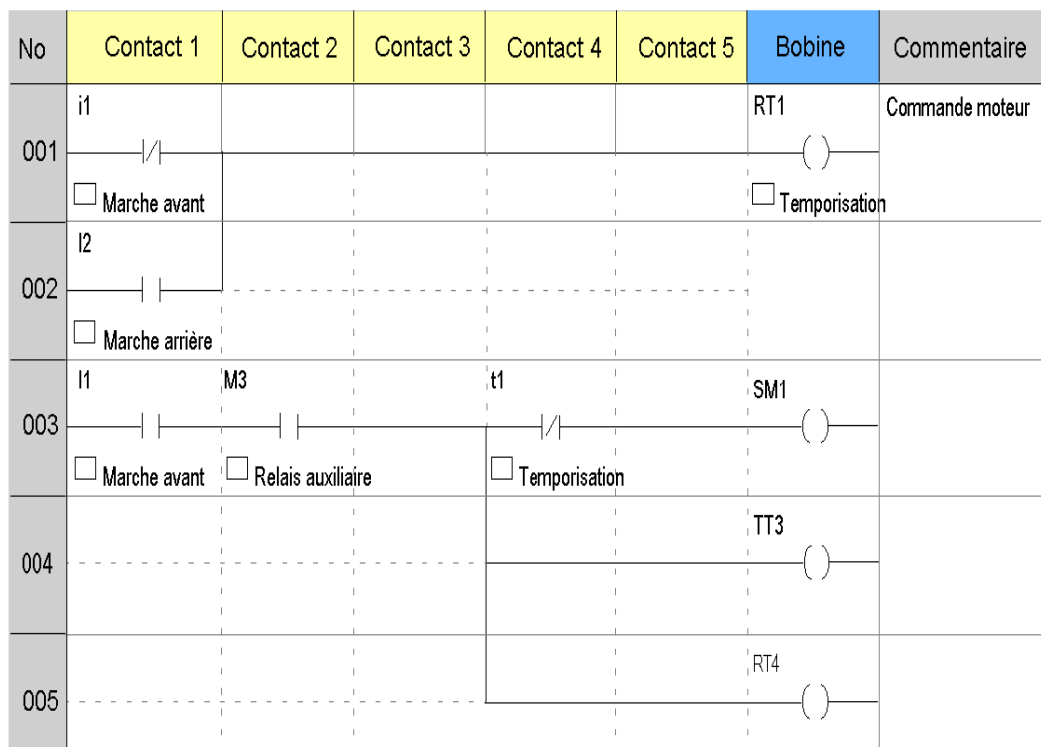 No Contact 1 Contact 2 Contact 3 Contact 4 Contact 5 Bobine Commentaire
i1 RT1 Commande moteur
001
Marche avant Temporisation
I2
002
Marche arrière
I1 M3 t1 SM1
003
Marche avant Relais auxiliaire Temporisation
TT3
004
RT4
005